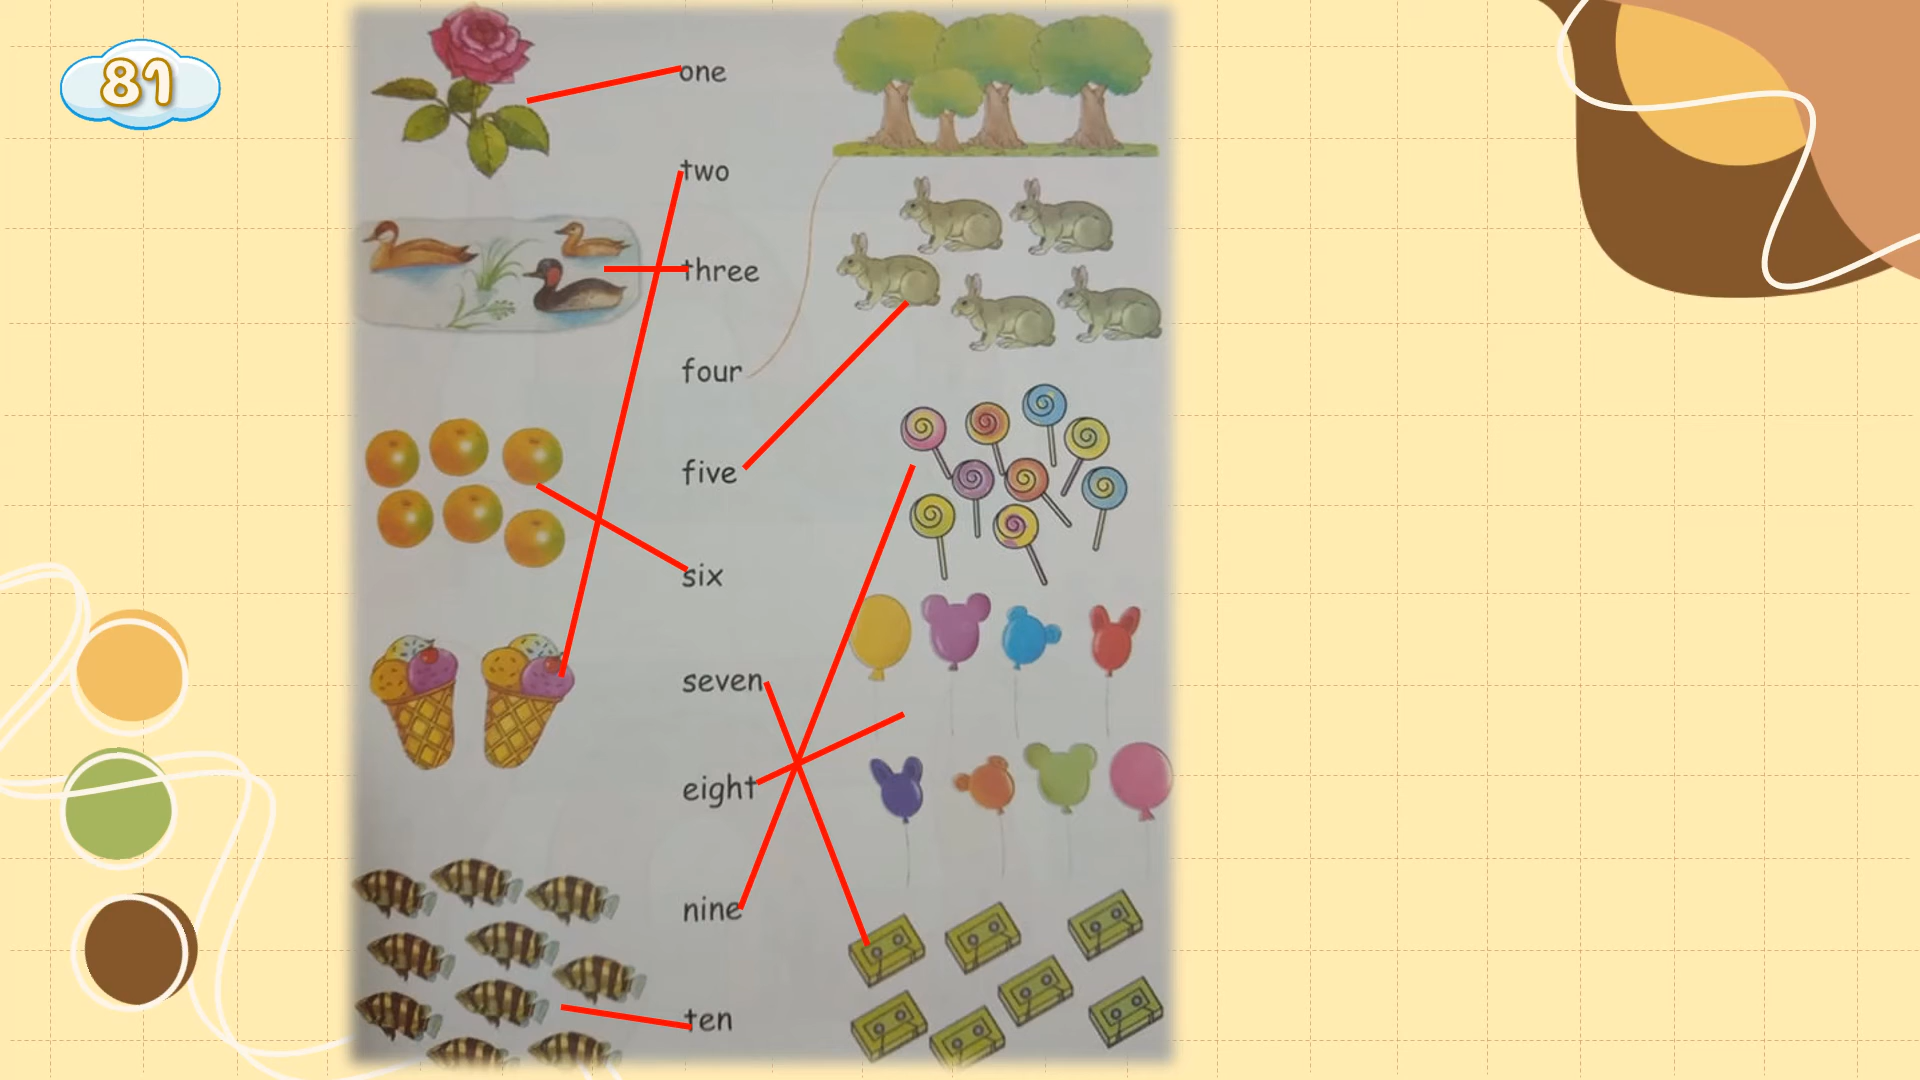 81
one
two
three
four
five
six
seven
eight
nine
ten